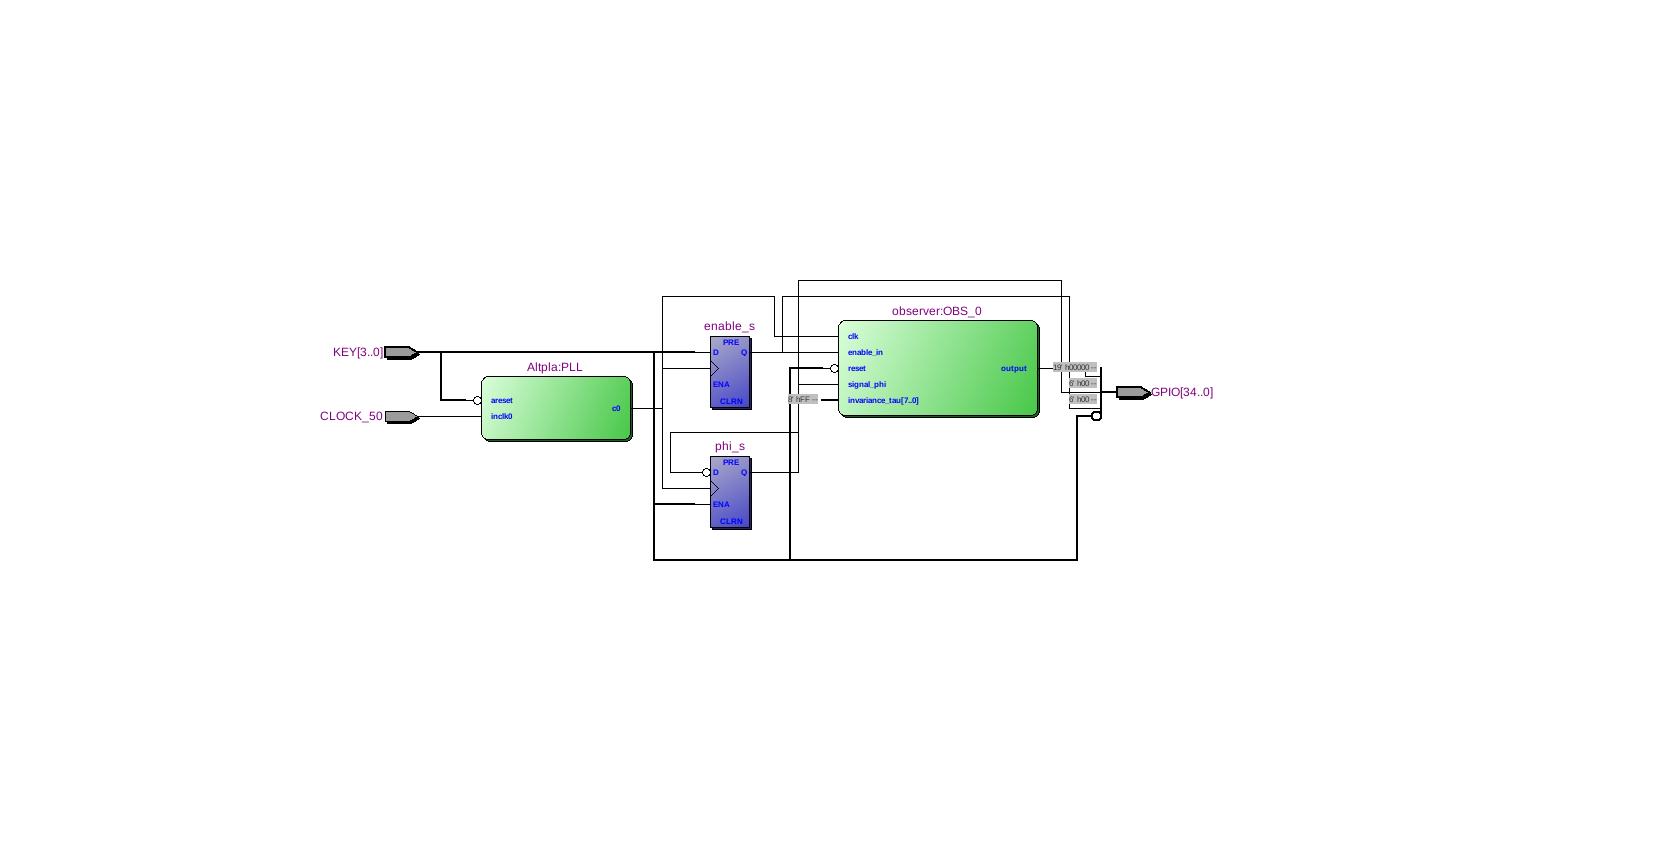 observer:OBS_0
enable_s
clk
PRE
KEY[3..0]
D
Q
enable_in
Altpla:PLL
reset
output
19' h00000 --
ENA
signal_phi
6' h00 --
GPIO[34..0]
areset
CLRN
8' hFF --
invariance_tau[7..0]
6' h00 --
c0
CLOCK_50
inclk0
phi_s
PRE
D
Q
ENA
CLRN